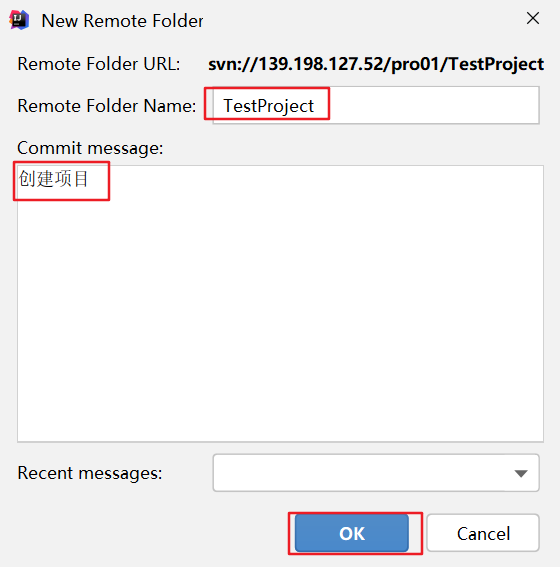 New Remote Folder
Remote Folder URL: svn://139.198.127.52/pro01/TestProject
Remote Folder Name: TestProject
Commit message:
创建项目
Recent messages:
OK Cancel